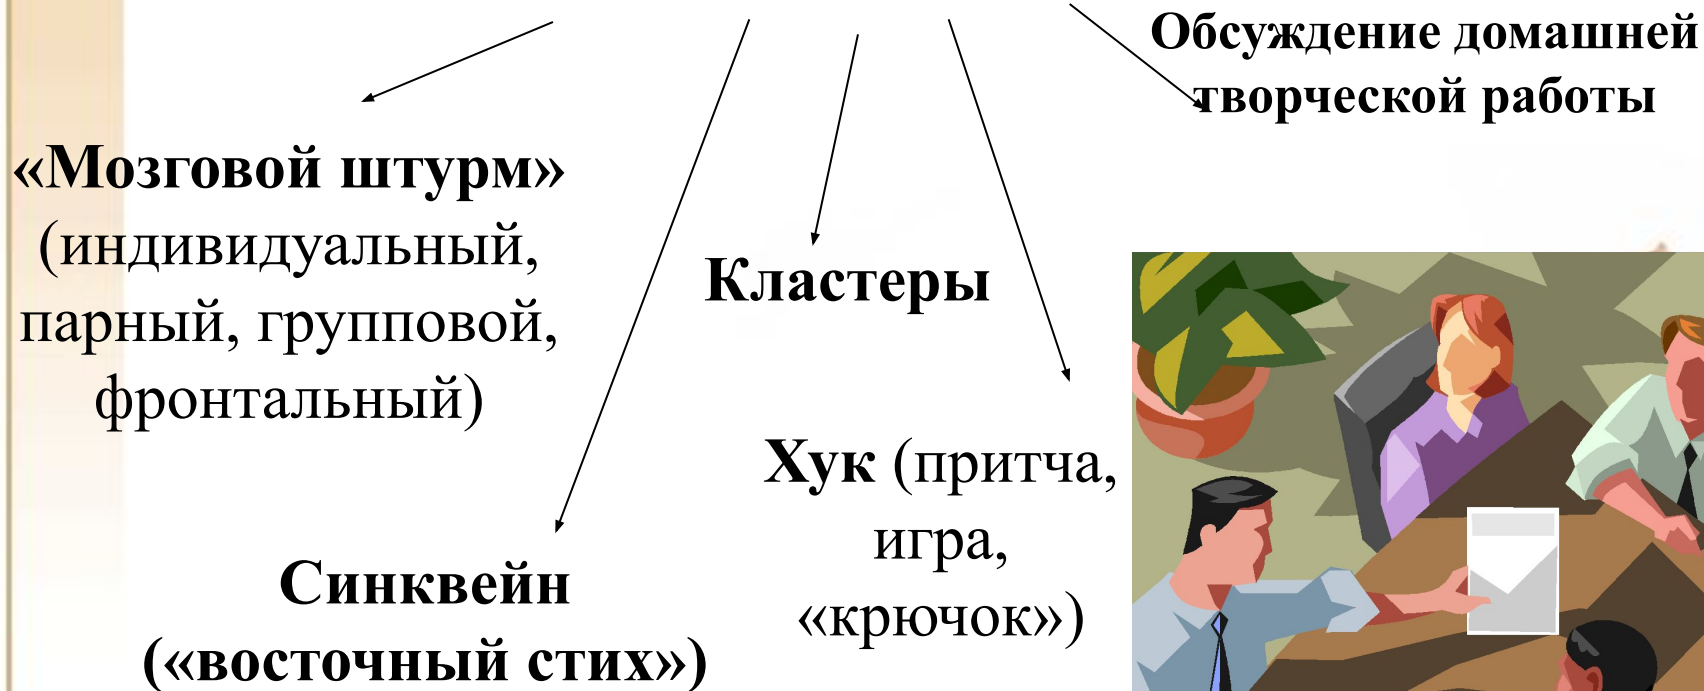 Обсуждение домашней
творческой работы
«Мозговой штурм»
(индивидуальный,
парный, групповой,
фронтальный)
Кластеры
Хук (притча,
игра,
«крючок»)
Синквейн
(«восточный стих»)